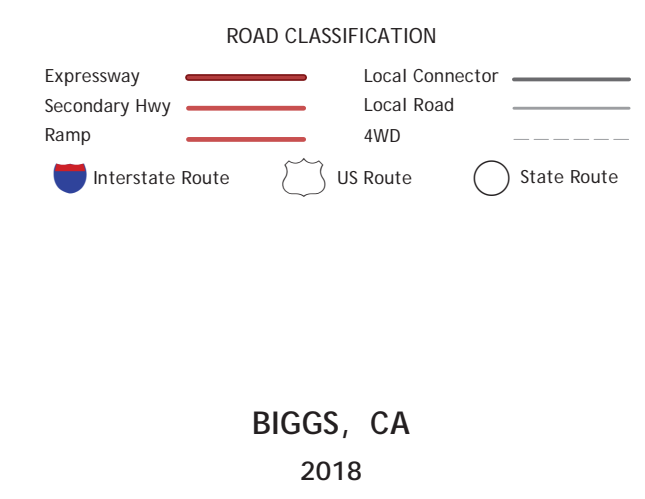 ROAD CLASSIFICATION
Expressway
Local Connector
Secondary Hwy
Local Road
Ramp
4WD
Interstate Route
US Route
State Route
BIGGS, CA
2018